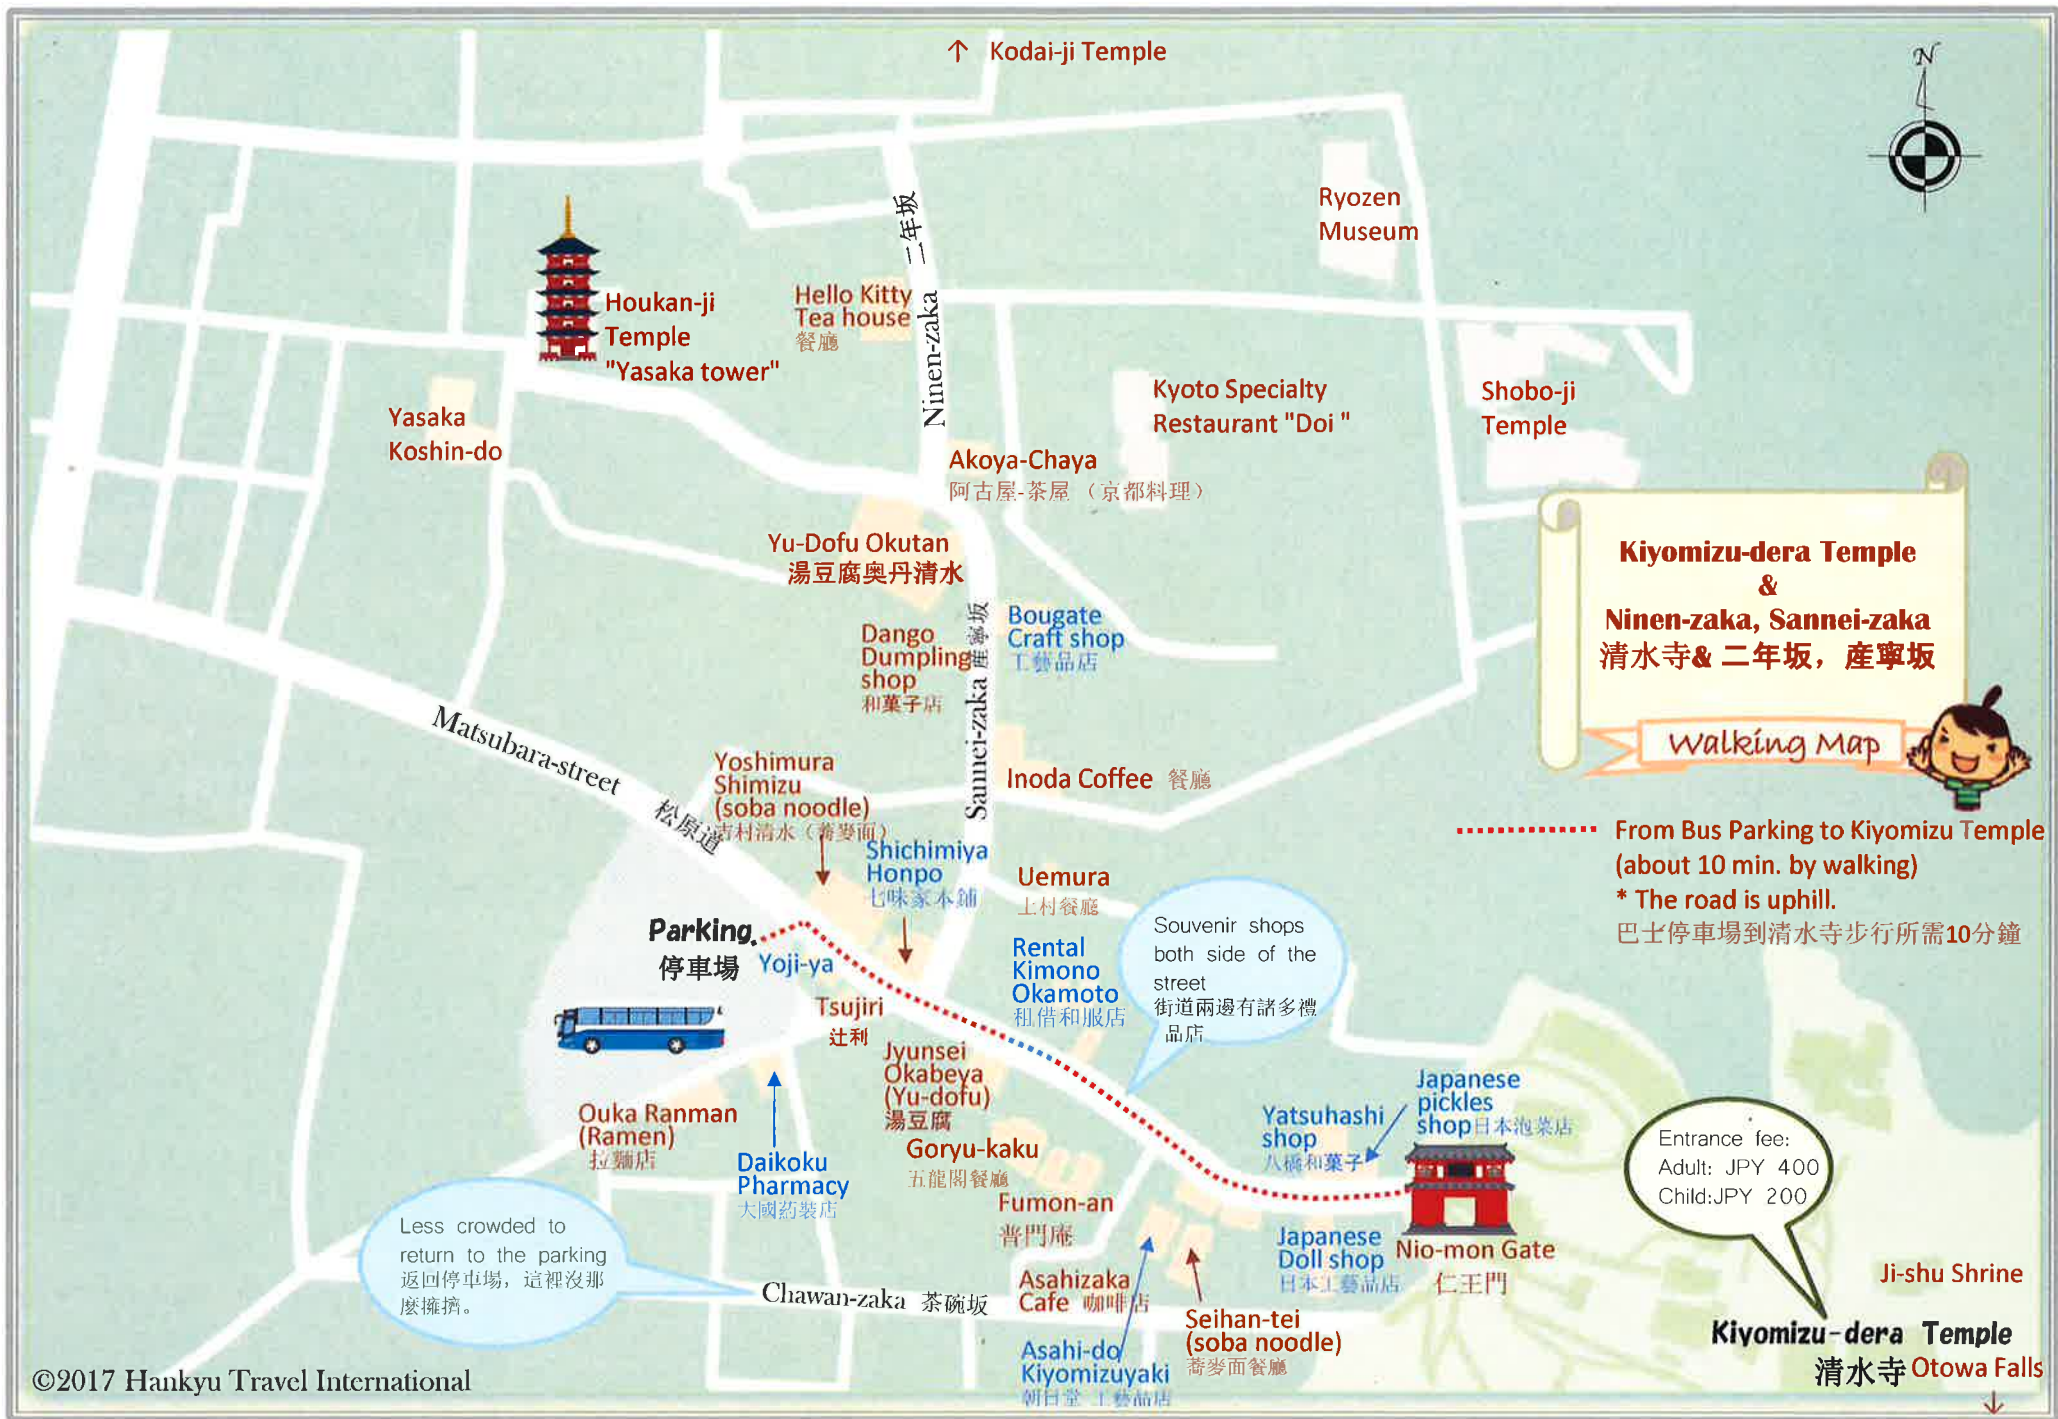 ↑ Kodai-ji Temple
N
Ryozen
Museum
Ninen-zaka 二年坂
Houkan-ji
Temple
"Yasaka tower"
Hello Kitty
Tea house
餐廳
Yasaka
Koshin-do
Kyoto Specialty
Restaurant "Doi "
Shobo-ji
Temple
Akoya-Chaya
阿古屋-茶屋 （京都料理）
Yu-Dofu Okutan
湯豆腐奥丹清水
Kiyomizu-dera Temple
&
Ninen-zaka, Sannei-zaka
清水寺& 二年坂，産寧坂
Walking Map
Dango
Dumpling
shop
和菓子店
Sannei-zaka 産寧坂
Bougate
Craft shop
工藝品店
Matsubara-street 松原道
Yoshimura
Shimizu
(soba noodle)
吉村清水（蕎麥面）
Inoda Coffee 餐廳
From Bus Parking to Kiyomizu Temple
(about 10 min. by walking)
* The road is uphill.
巴士停車場到清水寺步行所需10分鐘
Shichimiya
Honpo
七味家本鋪
Uemura
上村餐廳
Parking
停車場
Yoji-ya
Rental
Kimono
Okamoto
租借和服店
Souvenir shops
both side of the
street
街道兩邊有諸多禮
品店
Tsujiri
辻利
Jyunsei
Okabeya
(Yu-dofu)
湯豆腐
Ouka Ranman
(Ramen)
拉麵店
Daikoku
Pharmacy
大國葯裝店
Goryu-kaku
五龍閣餐廳
Fumon-an
普門庵
Yatsuhashi
shop
八橋和菓子
Japanese
pickles
shop日本泡菜店
Entrance fee:
Adult: JPY 400
Child:JPY 200
Less crowded to
return to the parking
返回停車場，這裡沒那
麼擁擠。
Chawan-zaka 茶碗坂
Asahizaka
Cafe 咖啡店
Japanese
Doll shop
日本工藝品店
Nio-mon Gate
仁王門
Ji-shu Shrine
Asahi-do
Kiyomizuyaki
朝日堂 工藝品店
Seihan-tei
(soba noodle)
蕎麥面餐廳
Kiyomizu-dera Temple
清水寺
Otowa Falls
↓
©2017 Hankyu Travel International